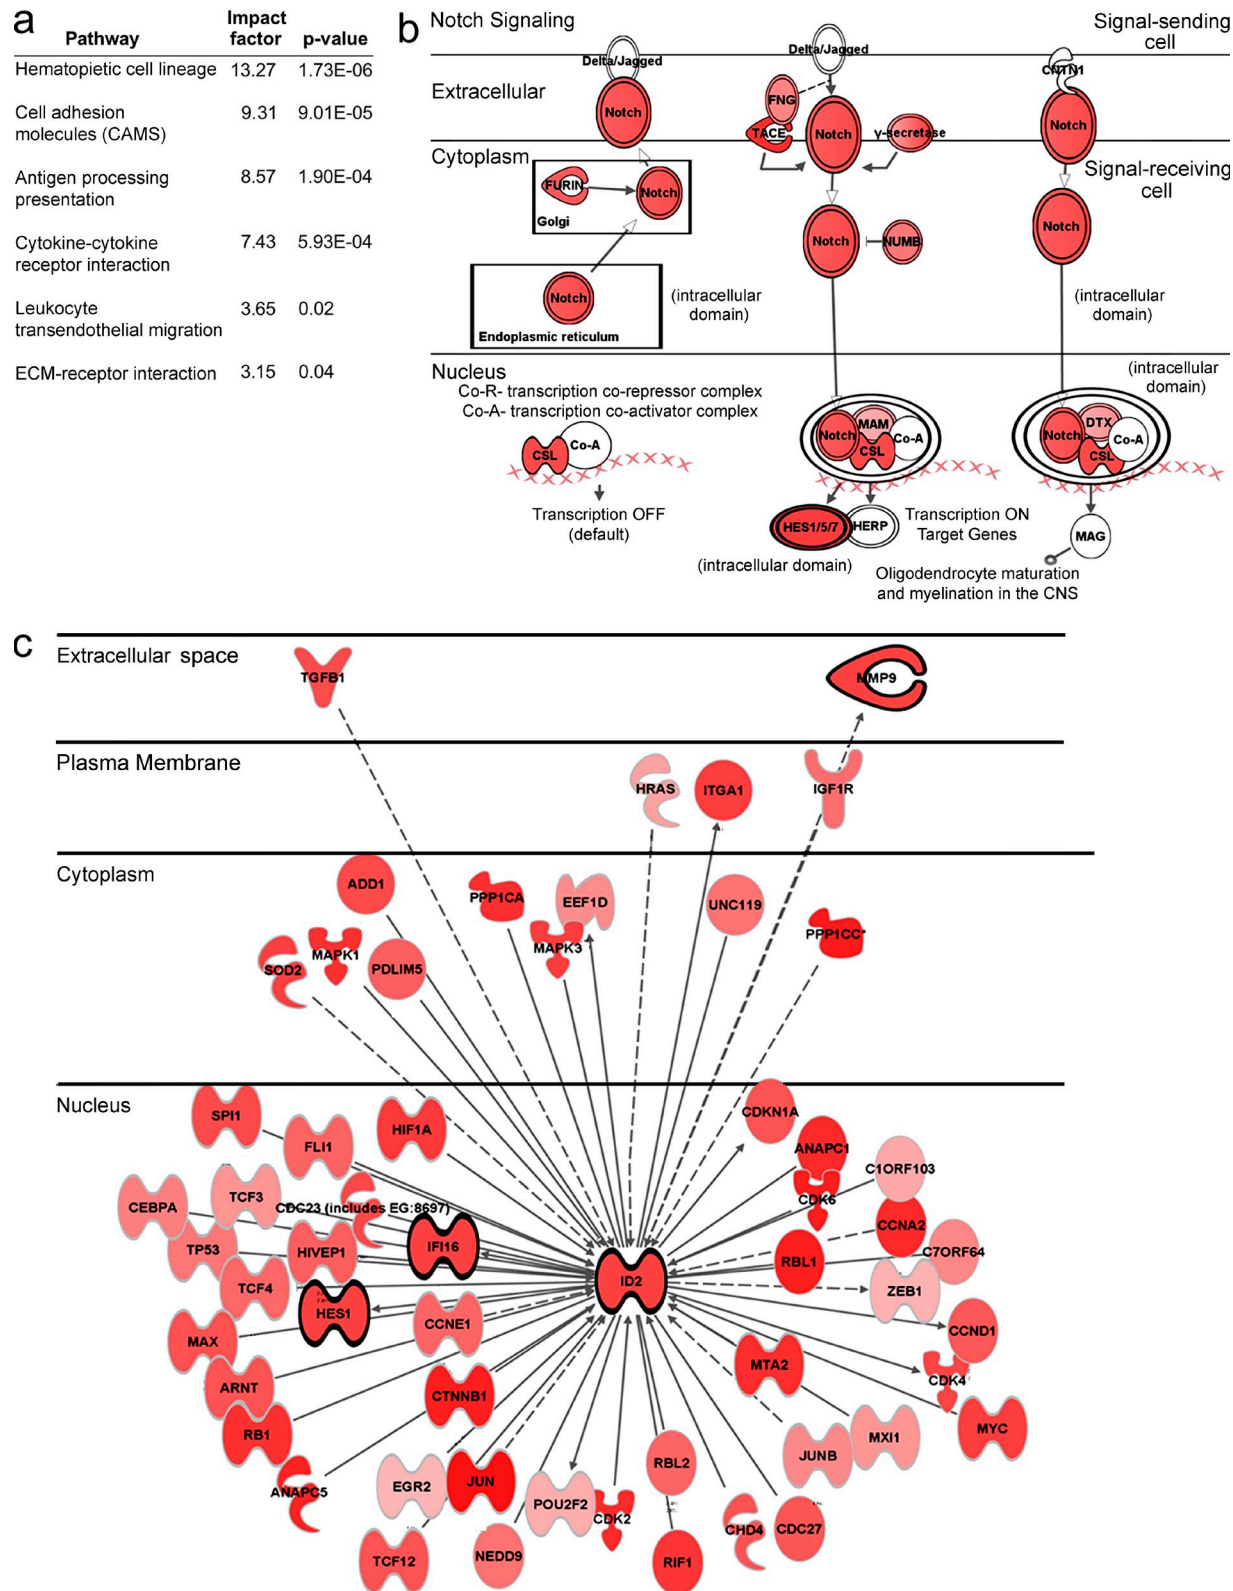 a
Pathway
Impact
factor
p-value
Hematopietic cell lineage 13.27 1.73E-06
Cell adhesion 9.31 9.01E-05
molecules (CAMS)
Antigen processing 8.57 1.90E-04
presentation
Cytokine-cytokine 7.43 5.93E-04
receptor interaction
Leukocyte 3.65 0.02
transendothelial migration
ECM-receptor interaction 3.15 0.04
b
Notch Signaling
Signal-sending
cell
Delta/Jagged
Delta/Jagged
CNTN1
Extracellular
Notch
FNG
TACE
Notch
γ-secretase
Notch
Cytoplasm
Signal-receiving
cell
FURIN
Notch
Golgi
Notch
NUMB
Notch
Notch
Endoplasmic reticulum
(intracellular
domain)
(intracellular
domain)
Nucleus
(intracellular
domain)
Co-R- transcription co-repressor complex
Co-A- transcription co-activator complex
CSL
Co-A
Notch
MAM
CSL
Co-A
Notch
DTX
CSL
Co-A
Transcription OFF
(default)
HES1/5/7
HERP
Transcription ON
Target Genes
MAG
(intracellular domain)
Oligodendrocyte maturation
and myelination in the CNS
c
Extracellular space
TGFB1
MMP9
Plasma Membrane
HRAS
ITGA1
IGF1R
Cytoplasm
ADD1
PPP1CA
EEF1D
UNC119
PPP1CC*
SOD2
MAPK1
PDLIM5
MAPK3
Nucleus
SPI1
FLI1
HIF1A
CDKN1A
ANAPC1
C1ORF103
CEBPA
TCF3
CDC23 (includes EG:8697)
CDK6
CCNA2
TP53
HIVEP1
IFI16
RBL1
C7ORF64
TCF4
HES1
ID2
ZEB1
MAX
CCNE1
CCND1
ARNT
CTNNB1
MTA2
CDK4
RB1
MYC
ANAPC5
EGR2
JUN
POU2F2
CDK2
RBL2
JUNB
MXI1
TCF12
NEDD9
RIF1
CHD4
CDC27